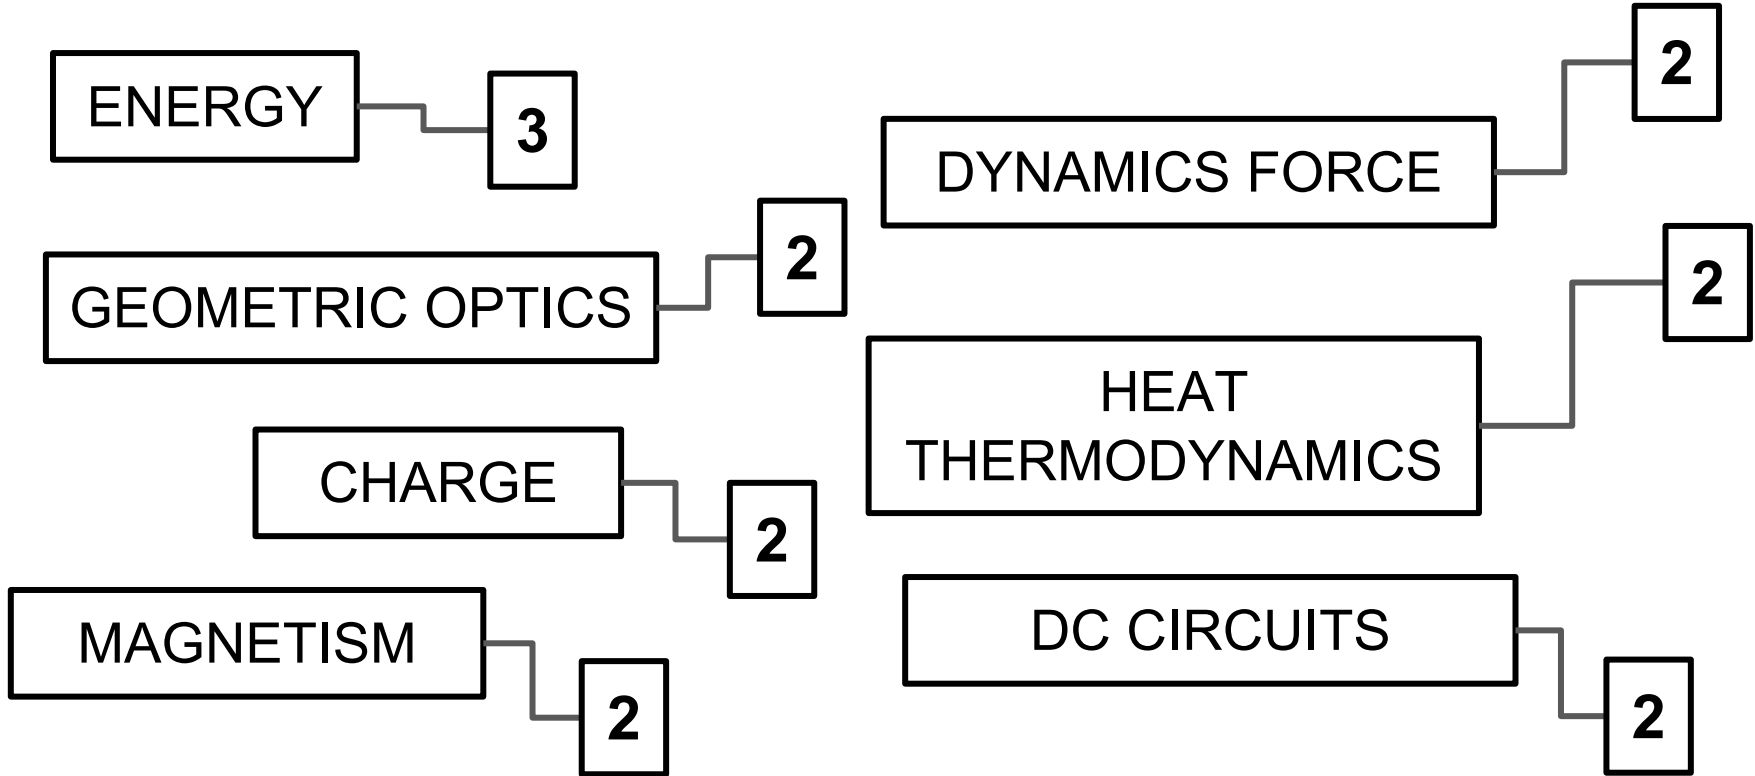 ENERGY
3
GEOMETRIC OPTICS
2
CHARGE
2
MAGNETISM
2
DYNAMICS FORCE
2
HEAT
THERMODYNAMICS
2
DC CIRCUITS
2